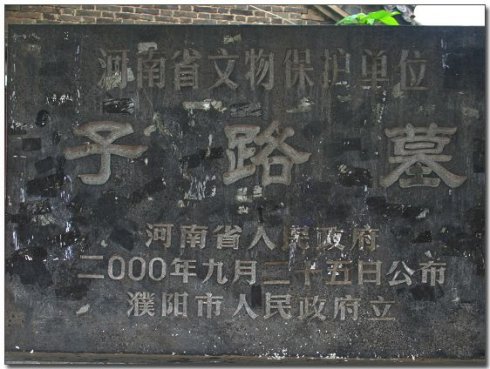 河南省文物保护单位
子路墓
河南省人民政府
二000年九月二十五日公布
濮阳市人民政府立